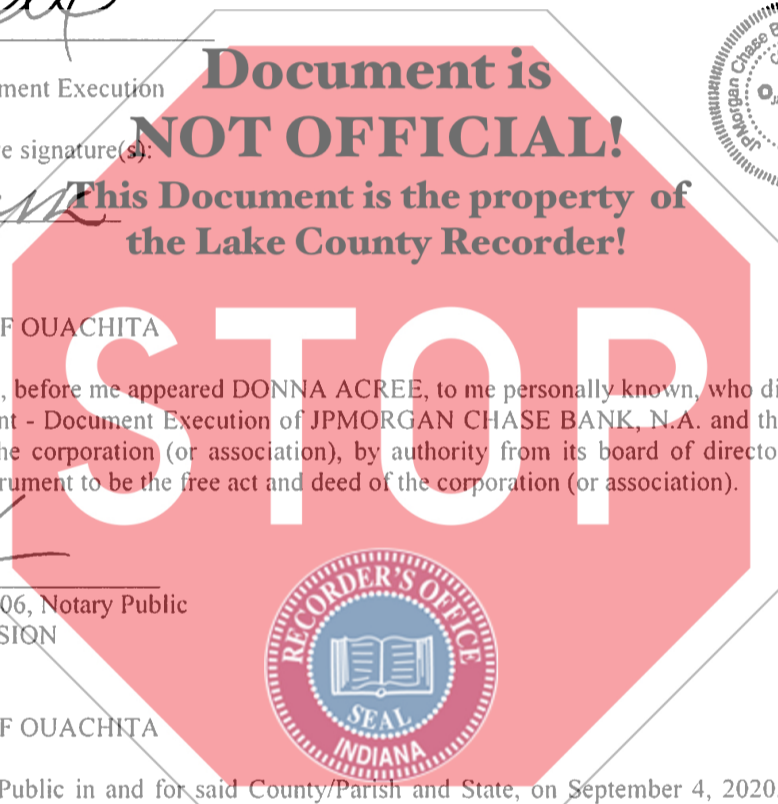 Document is
ment Execution
NOT OFFICIAL!
e signature(s):
This Document is the property of
the Lake County Recorder!
F OUACHITA
STOP
, before me appeared DONNA ACREE, to me personally known, who di
nt - Document Execution of JPMORGAN CHASE BANK, N.A. and th
he corporation (or association), by authority from its board of directo
rument to be the free act and deed of the corporation (or association).
06, Notary Public
SION
RECORDER'S OFFICE
SEAL
INDIANA
F OUACHITA
Public in and for said County/Parish and State, on September 4, 2020
JPMorgan Chase B